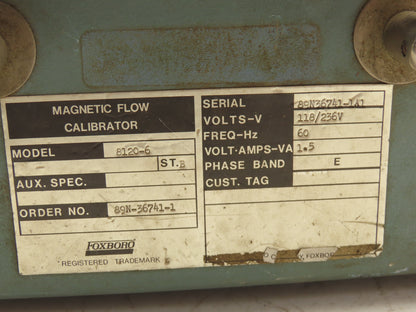 MAGNETIC FLOW
CALIBRATOR
MODEL 8120-6
ST.B
AUX. SPEC.
ORDER NO. 89N-36741-1
FOXBORO
REGISTERED TRADEMARK
SERIAL 89N36741-1A1
VOLTS-V 118/236V
FREQ-Hz 60
VOLT-AMPS-VA 1.5
PHASE BAND E
CUST. TAG
FOXBORO